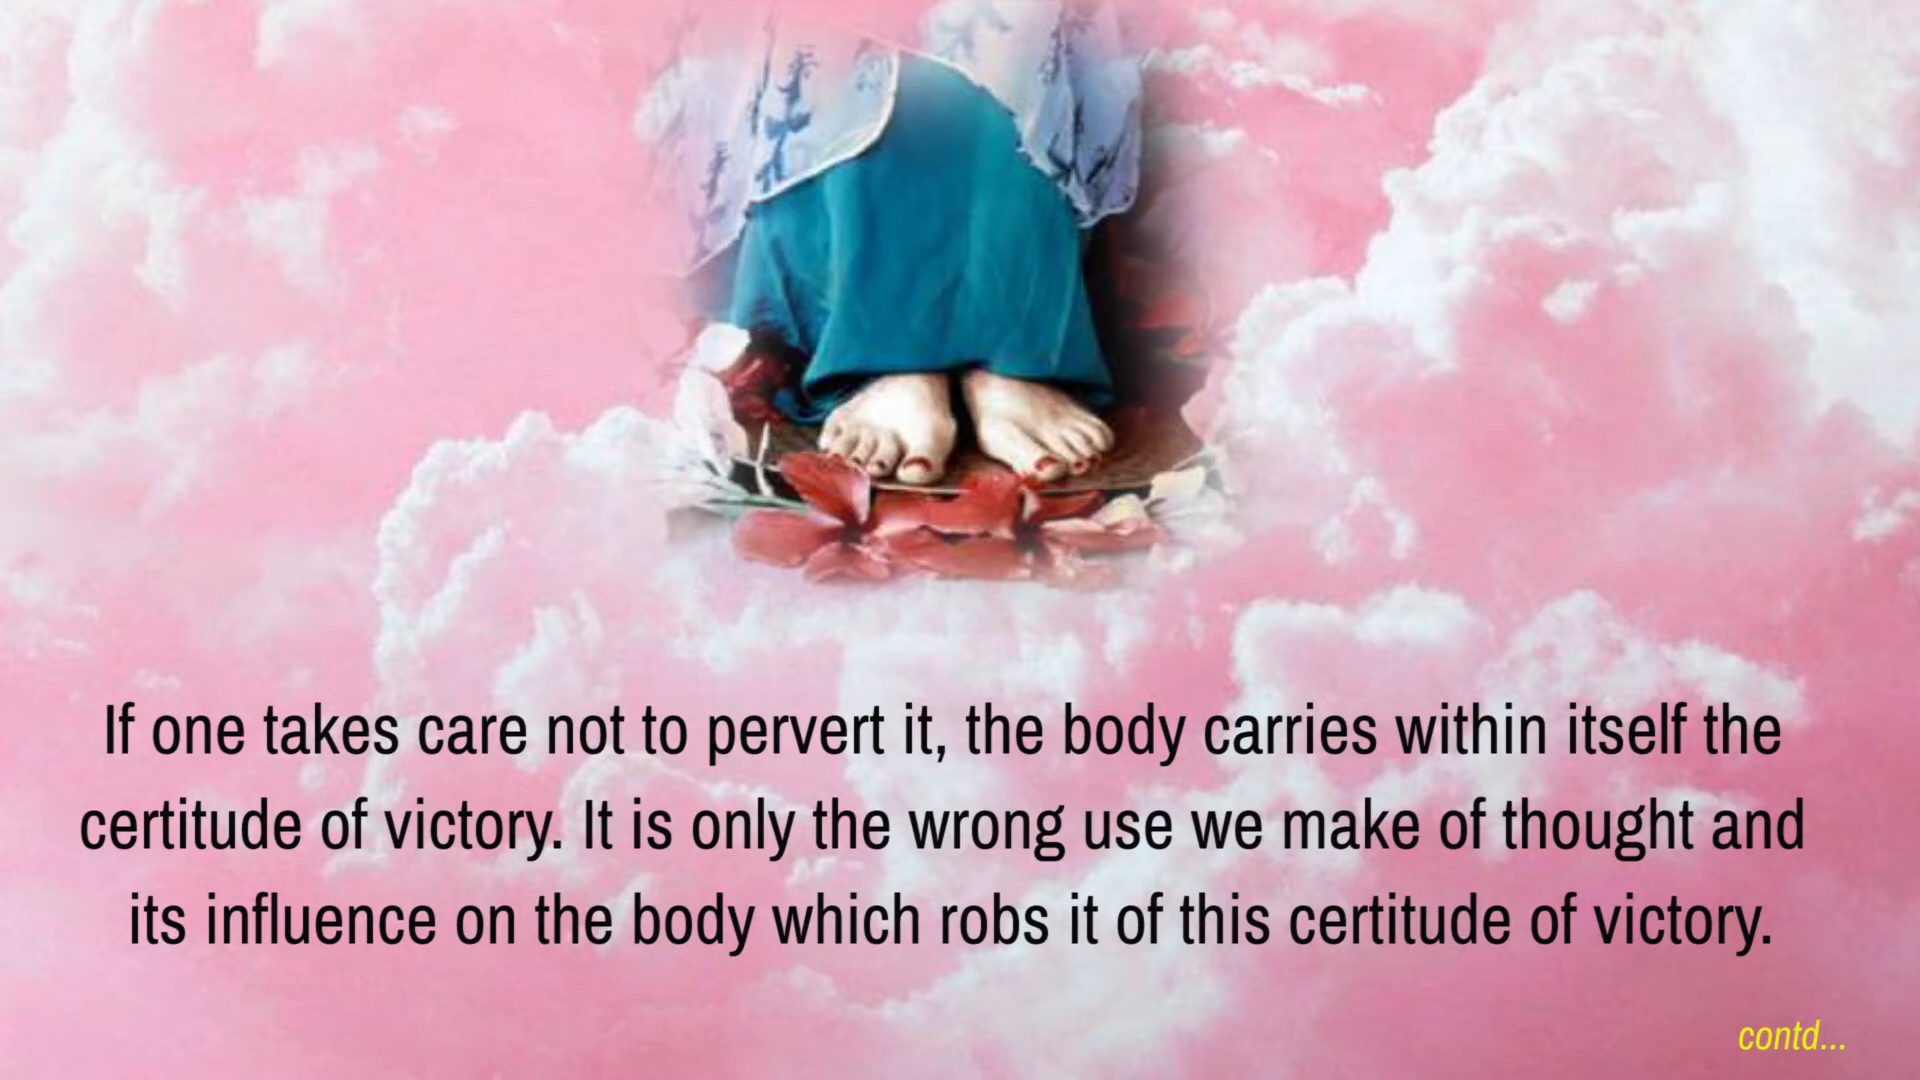 If one takes care not to pervert it, the body carries within itself the
certitude of victory. It is only the wrong use we make of thought and
its influence on the body which robs it of this certitude of victory.
contd...